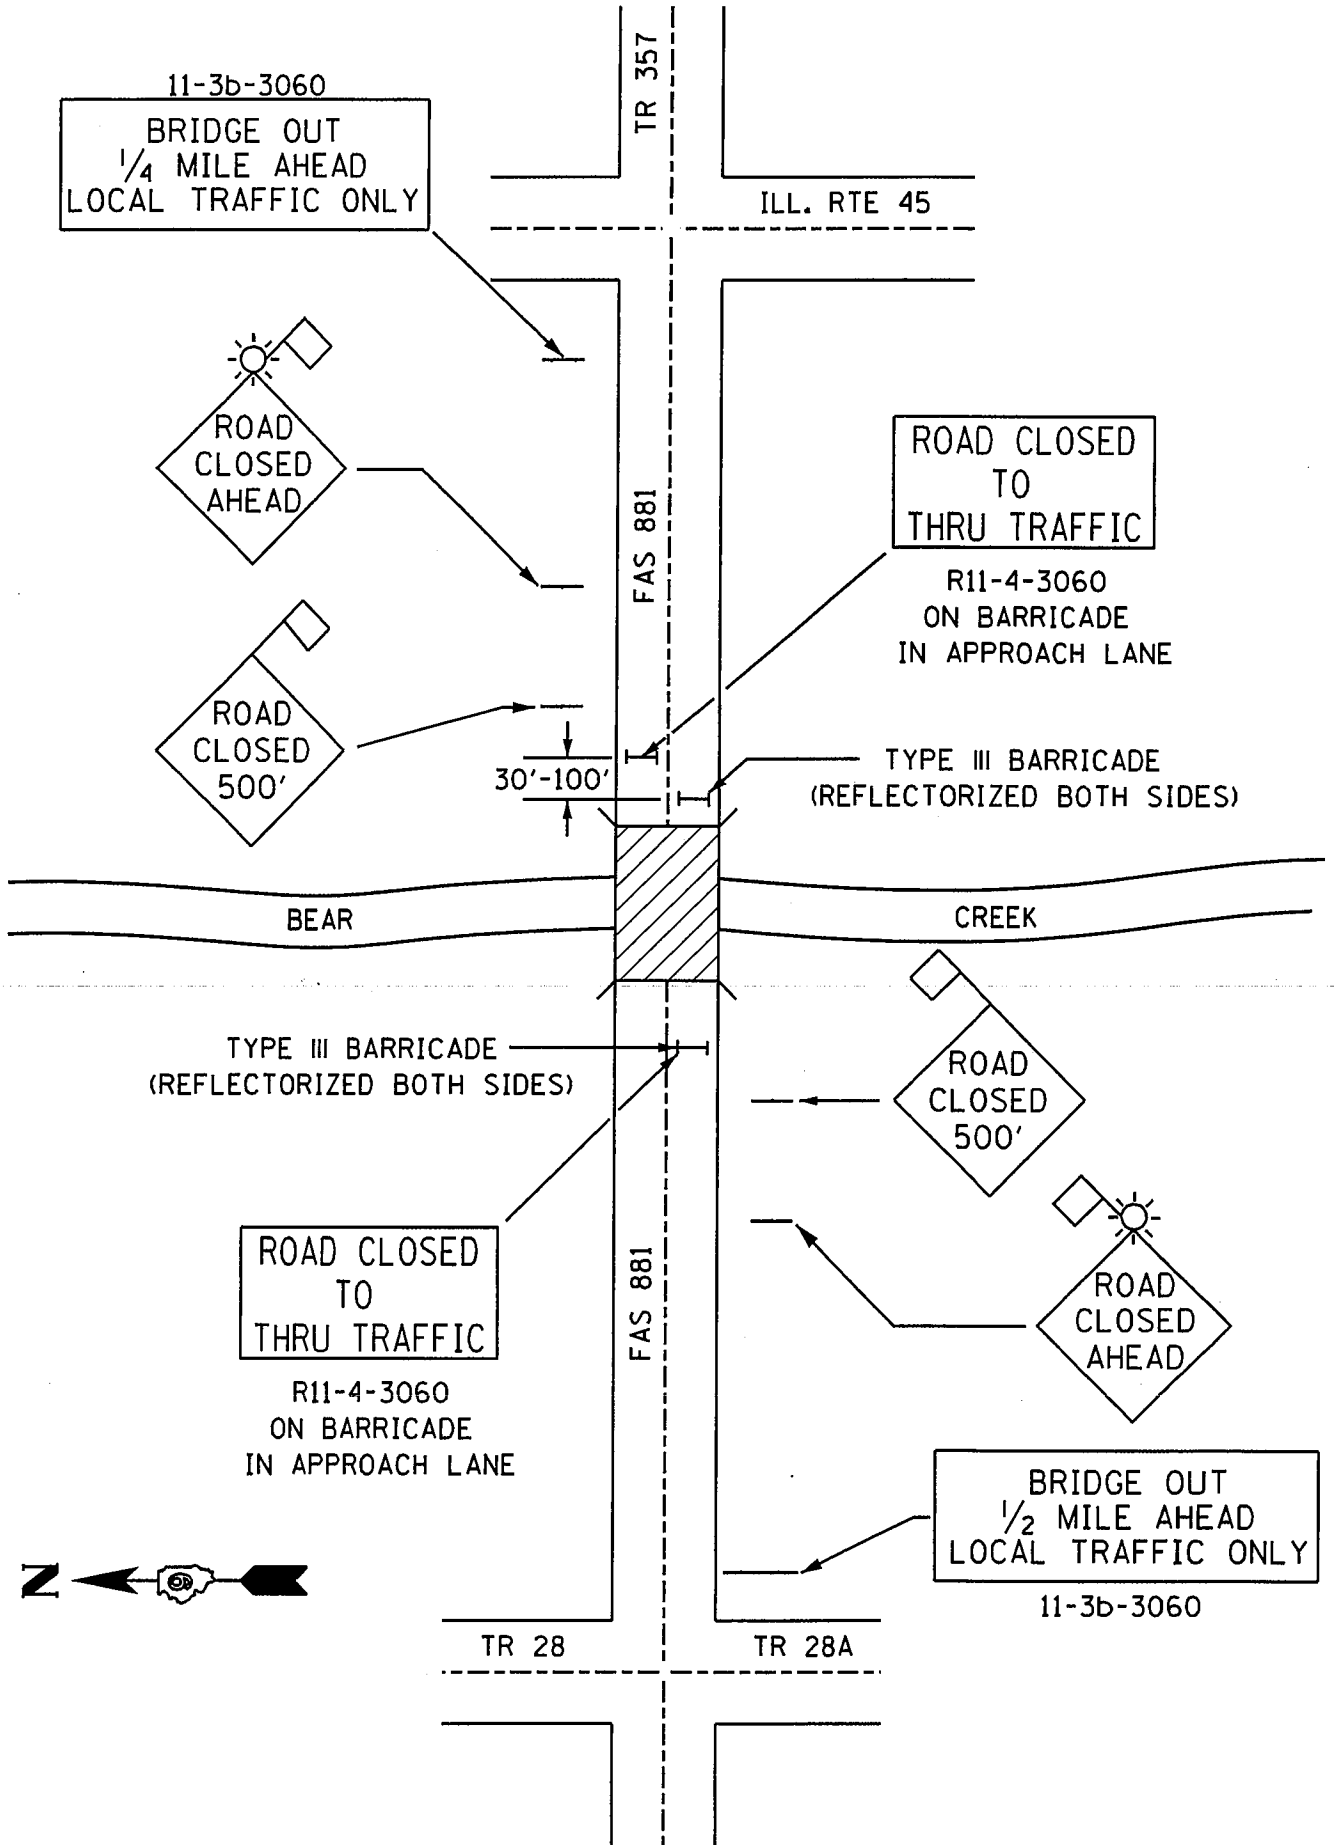 TR 357
11-3b-3060
BRIDGE OUT
1/4 MILE AHEAD
LOCAL TRAFFIC ONLY
ILL. RTE 45
ROAD
CLOSED
AHEAD
FAS 881
ROAD CLOSED
TO
THRU TRAFFIC
R11-4-3060
ON BARRICADE
IN APPROACH LANE
ROAD
CLOSED
500'
30'-100'
TYPE III BARRICADE
(REFLECTORIZED BOTH SIDES)
BEAR
CREEK
TYPE III BARRICADE
(REFLECTORIZED BOTH SIDES)
ROAD
CLOSED
500'
ROAD CLOSED
TO
THRU TRAFFIC
R11-4-3060
ON BARRICADE
IN APPROACH LANE
FAS 881
ROAD
CLOSED
AHEAD
BRIDGE OUT
1/2 MILE AHEAD
LOCAL TRAFFIC ONLY
11-3b-3060
N
TR 28
TR 28A